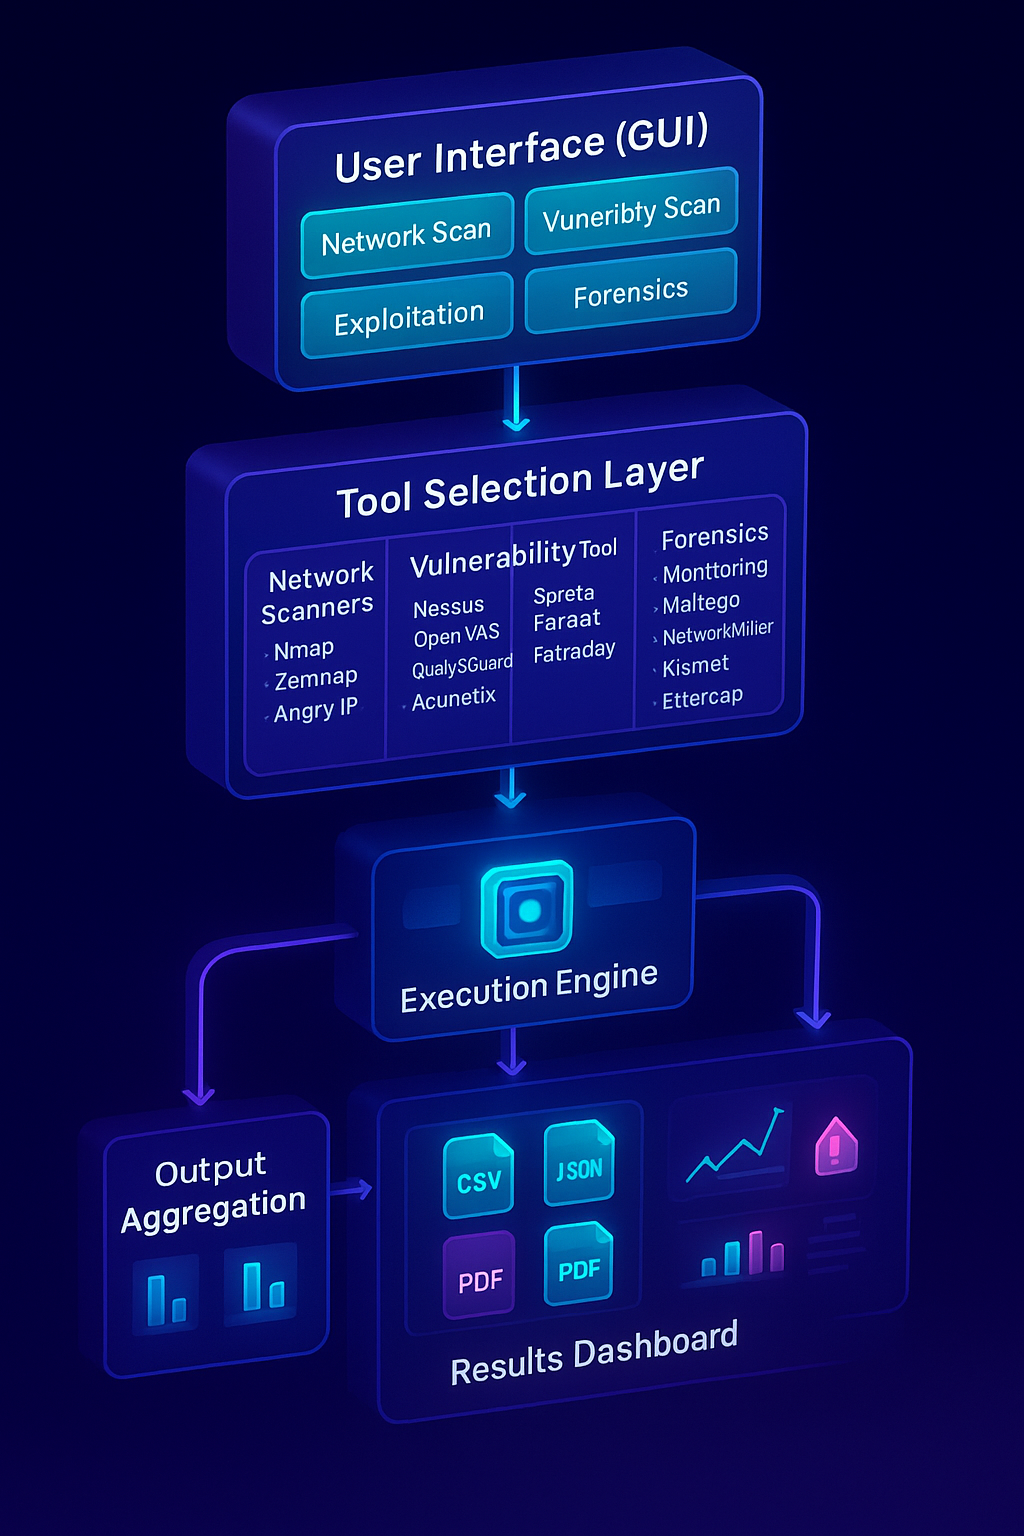 User Interface (GUI)
Network Scan
Vuneribty Scan
Exploitation
Forensics
Tool Selection Layer
Network
Scanners
Nmap
Zemnap
Angry IP
Vulnerability Tool
Nessus
Open VAS
QualySGuard
Acunetix
Spreta
Faraat
Fatraday
Forensics
Monttoring
Maltego
NetworkMilier
Kismet
Ettercap
Execution Engine
Output
Aggregation
CSV
JSON
PDF
PDF
Results Dashboard